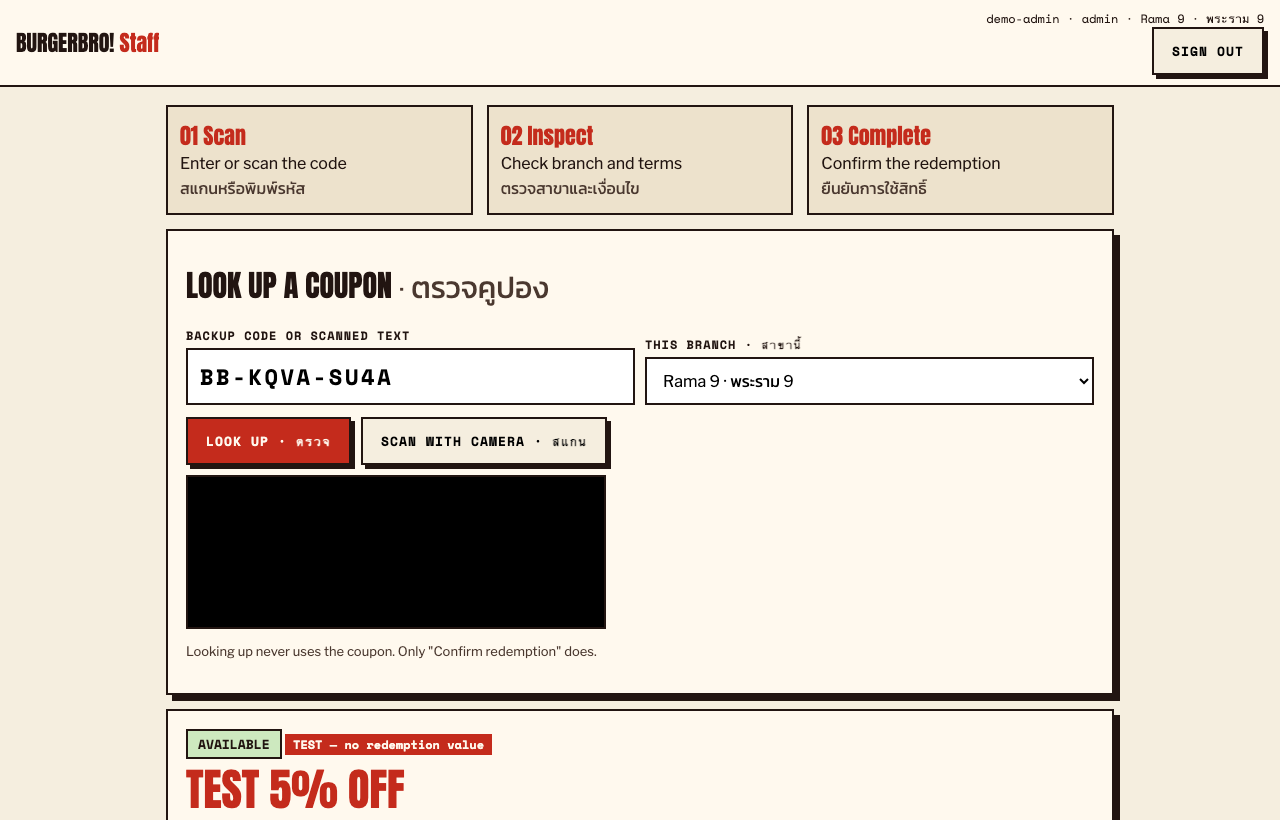 BURGERBRO! Staff
demo-admin · admin · Rama 9 · พระราม 9
SIGN OUT
01 Scan
Enter or scan the code
สแกนหรือพิมพ์รหัส
02 Inspect
Check branch and terms
ตรวจสาขาและเงื่อนไข
03 Complete
Confirm the redemption
ยืนยันการใช้สิทธิ์
LOOK UP A COUPON · ตรวจคูปอง
BACKUP CODE OR SCANNED TEXT
BB-KQVA-SU4A
THIS BRANCH · สาขานี้
Rama 9 · พระราม 9
LOOK UP · ตรวจ
SCAN WITH CAMERA · สแกน
Looking up never uses the coupon. Only "Confirm redemption" does.
AVAILABLE
TEST — no redemption value
TEST 5% OFF